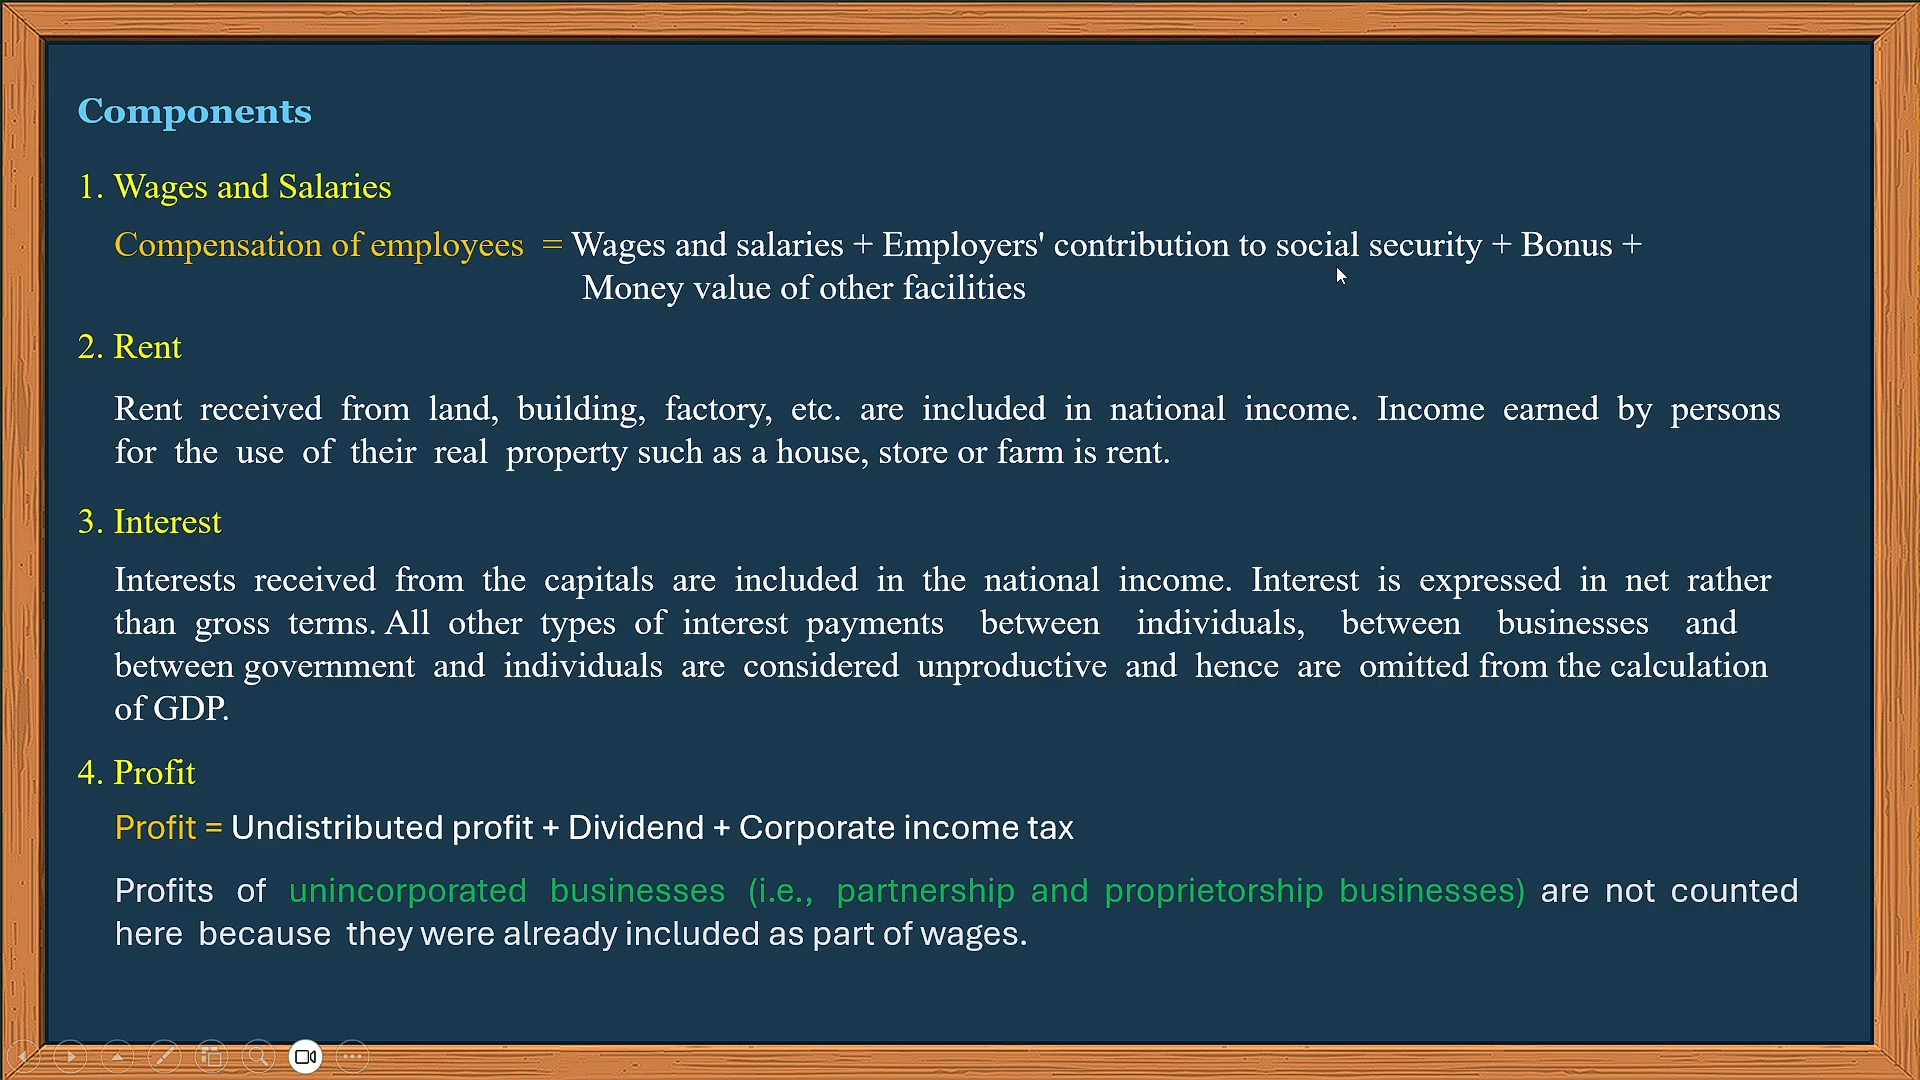 Components
1. Wages and Salaries
Compensation of employees = Wages and salaries + Employers' contribution to social security + Bonus +
Money value of other facilities
2. Rent
Rent received from land, building, factory, etc. are included in national income. Income earned by persons
for the use of their real property such as a house, store or farm is rent.
3. Interest
Interests received from the capitals are included in the national income. Interest is expressed in net rather
than gross terms. All other types of interest payments between individuals, between businesses and
between government and individuals are considered unproductive and hence are omitted from the calculation
of GDP.
4. Profit
Profit = Undistributed profit + Dividend + Corporate income tax
Profits of unincorporated businesses (i.e., partnership and proprietorship businesses) are not counted
here because they were already included as part of wages.